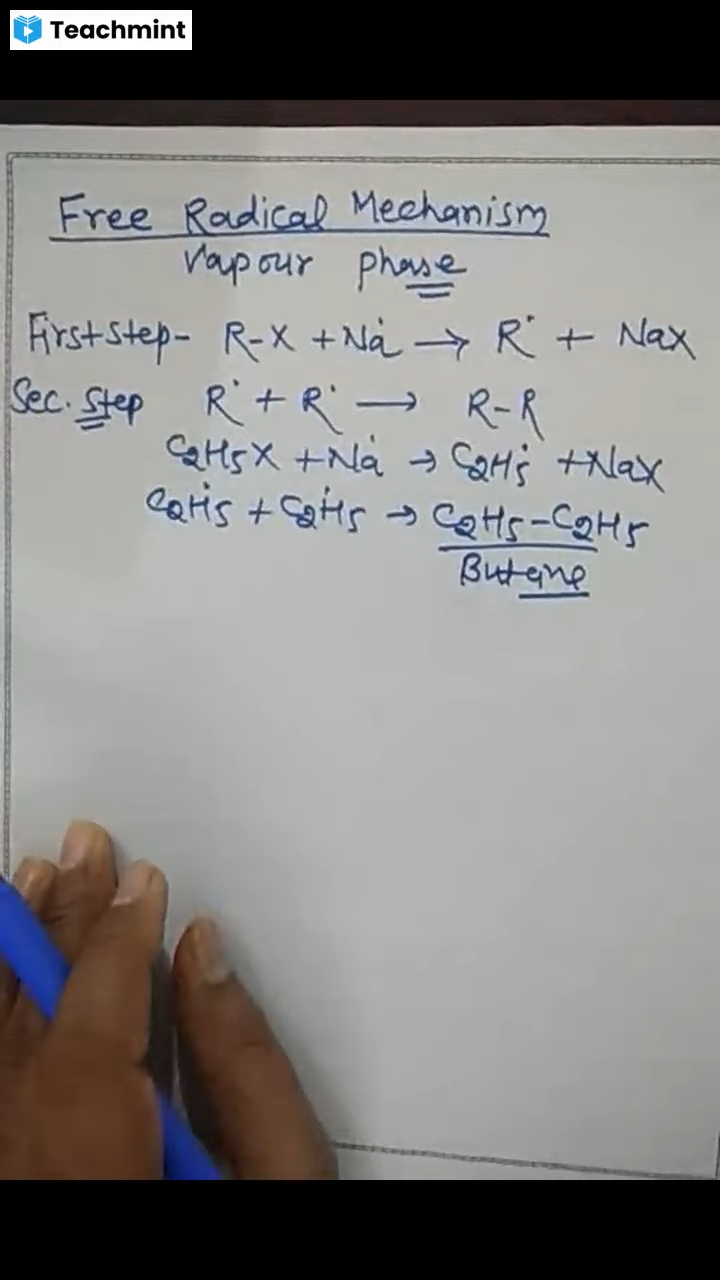 Teachmint
Free Radical Mechanism
Vapour phase
First step- R-X + Na• → R• + NaX
Sec. step R• + R• → R-R
C2H5X + Na• → C2H5• + NaX
C2H5• + C2H5• → C2H5-C2H5
Butane